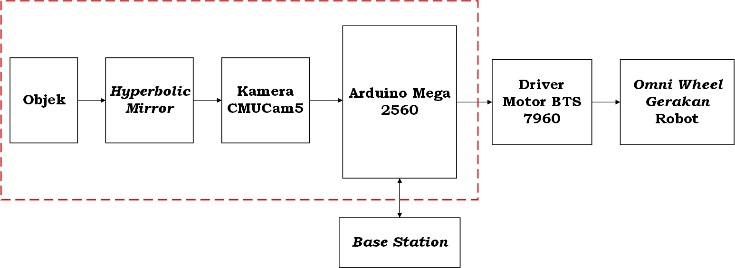 Objek
Hyperbolic
Mirror
Kamera
CMUCam5
Arduino Mega
2560
Driver
Motor BTS
7960
Omni Wheel
Gerakan
Robot
Base Station